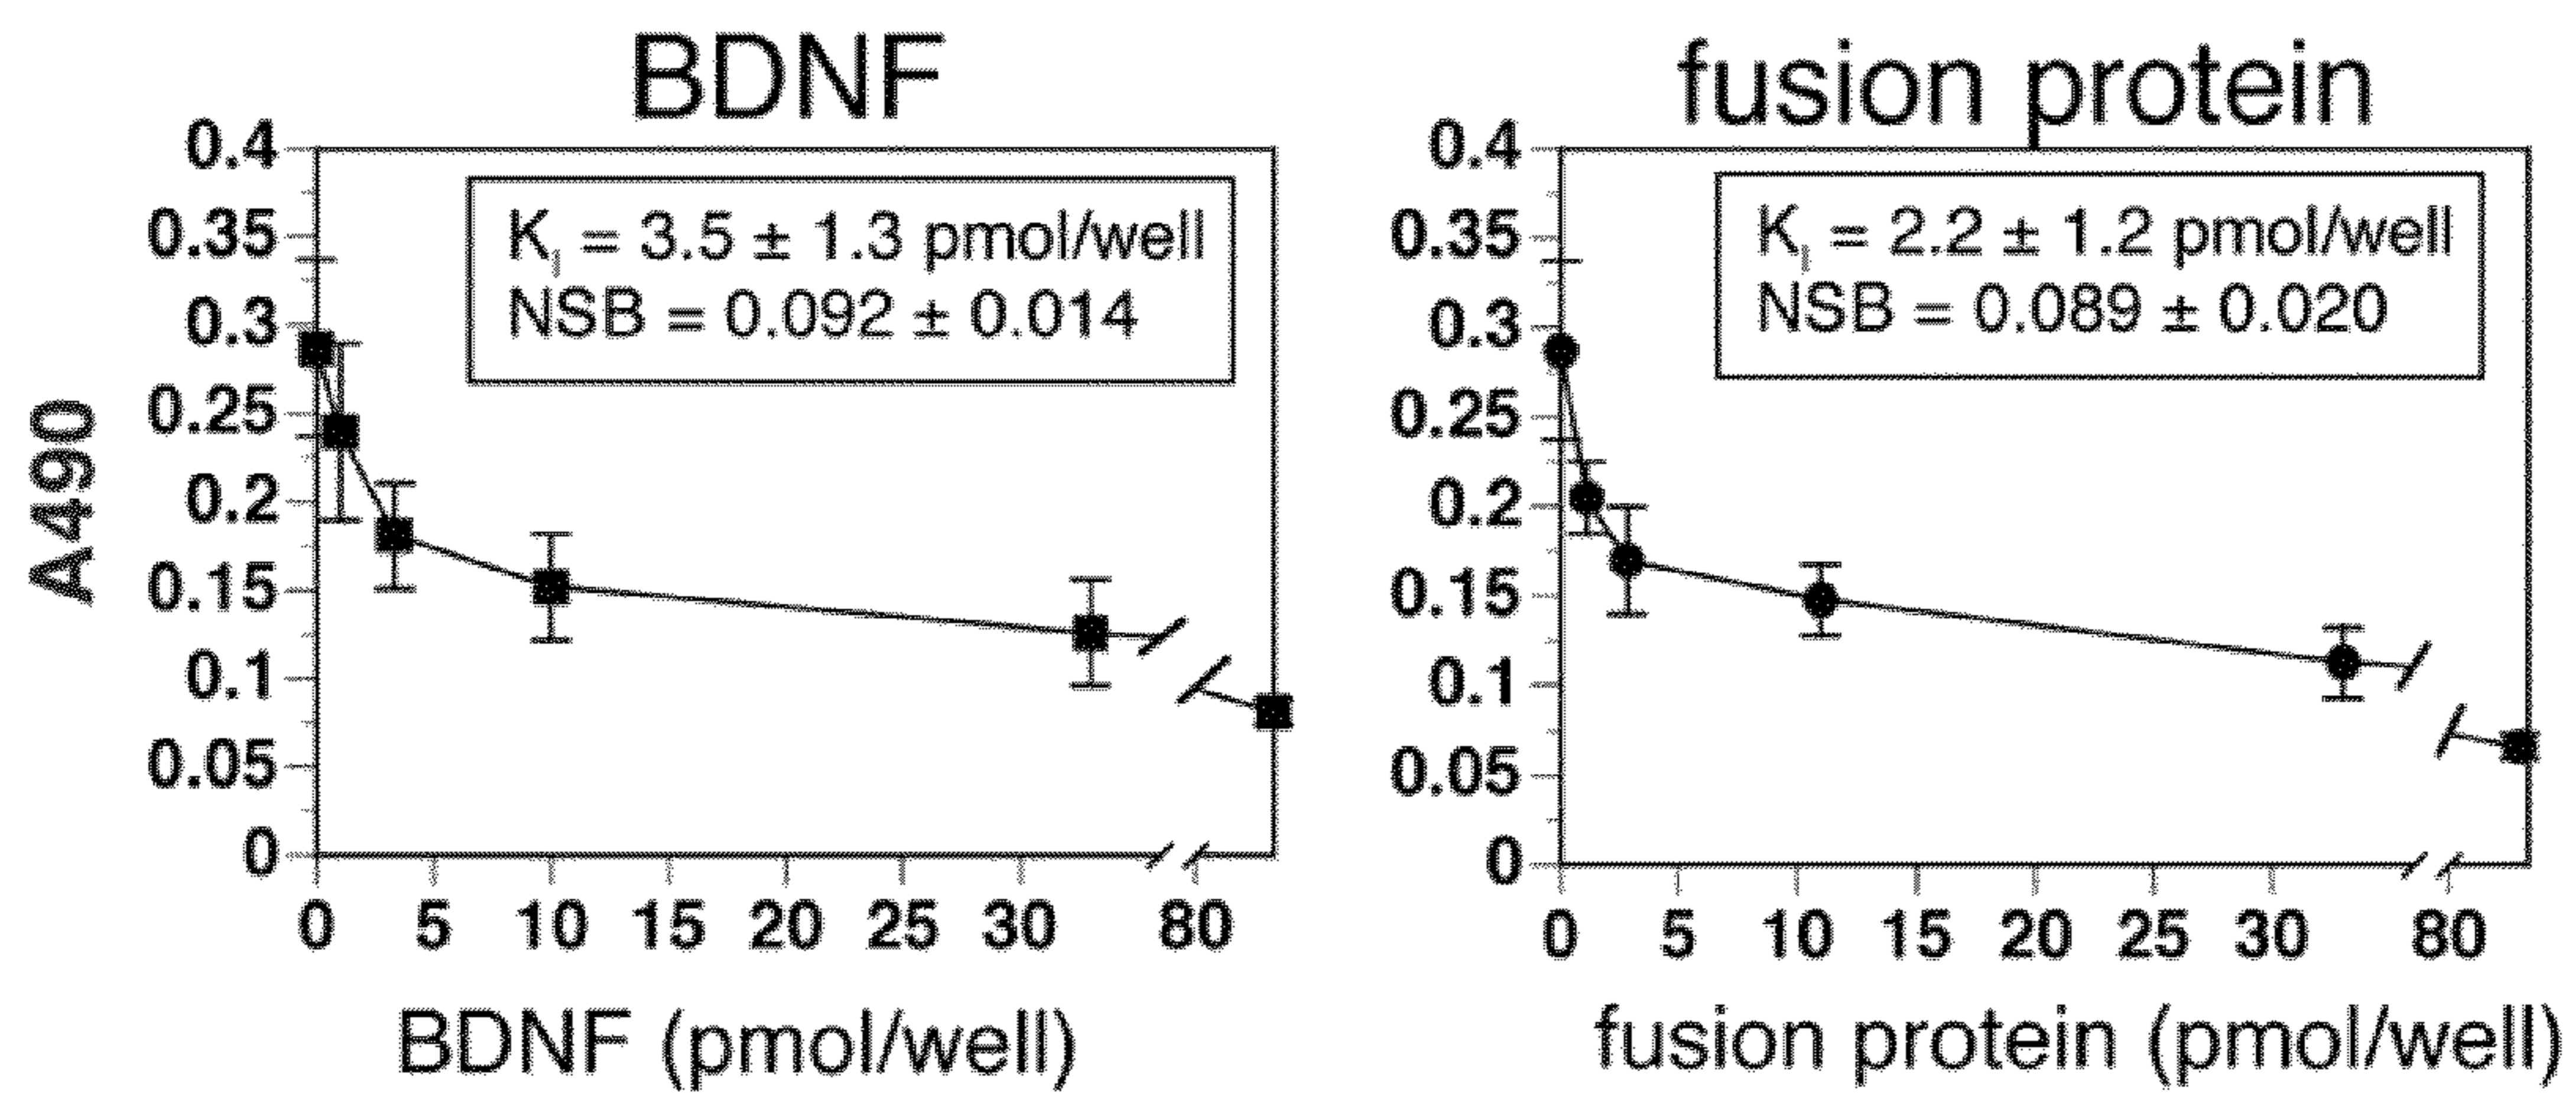 BDNF
0.4
0.35
0.3
0.25
0.2
0.15
0.1
0.05
0
A490
K_I = 3.5 ± 1.3 pmol/well
NSB = 0.092 ± 0.014
0 5 10 15 20 25 30 80
BDNF (pmol/well)
fusion protein
0.4
0.35
0.3
0.25
0.2
0.15
0.1
0.05
0
K_I = 2.2 ± 1.2 pmol/well
NSB = 0.089 ± 0.020
0 5 10 15 20 25 30 80
fusion protein (pmol/well)